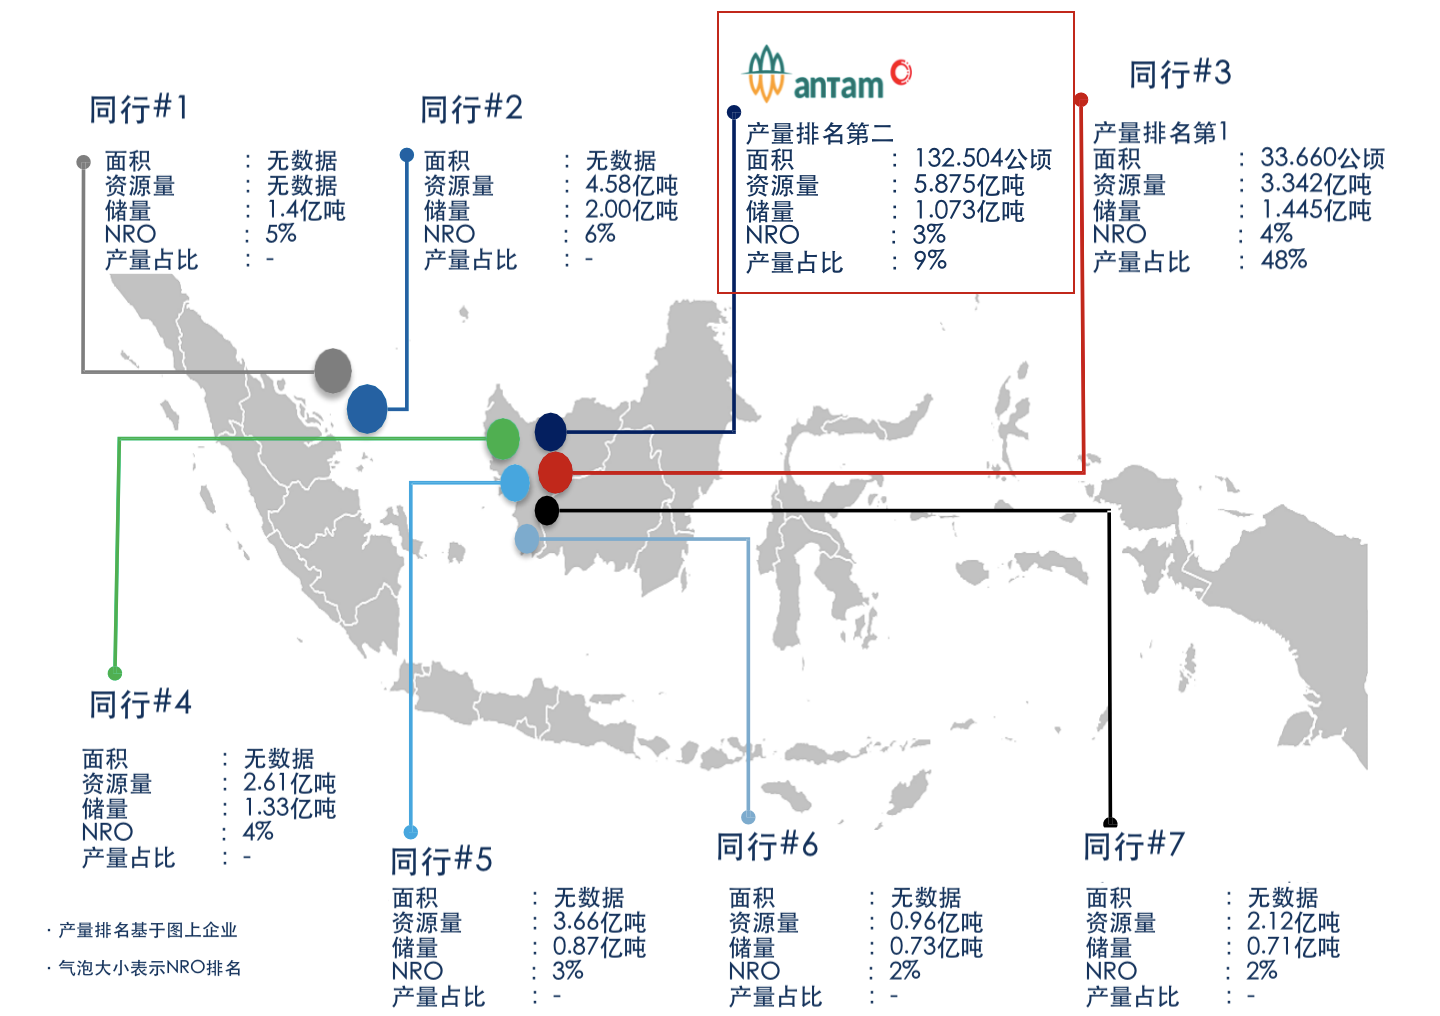 同行#1
面积 : 无数据
资源量 : 无数据
储量 : 1.4亿吨
NRO : 5%
产量占比 : -
同行#2
面积 : 无数据
资源量 : 4.58亿吨
储量 : 2.00亿吨
NRO : 6%
产量占比 : -
antam
产量排名第二
面积 : 132.504公顷
资源量 : 5.875亿吨
储量 : 1.073亿吨
NRO : 3%
产量占比 : 9%
同行#3
产量排名第1
面积 : 33.660公顷
资源量 : 3.342亿吨
储量 : 1.445亿吨
NRO : 4%
产量占比 : 48%
同行#4
面积 : 无数据
资源量 : 2.61亿吨
储量 : 1.33亿吨
NRO : 4%
产量占比 : -
同行#5
面积 : 无数据
资源量 : 3.66亿吨
储量 : 0.87亿吨
NRO : 3%
产量占比 : -
同行#6
面积 : 无数据
资源量 : 0.96亿吨
储量 : 0.73亿吨
NRO : 2%
产量占比 : -
同行#7
面积 : 无数据
资源量 : 2.12亿吨
储量 : 0.71亿吨
NRO : 2%
产量占比 : -
· 产量排名基于图上企业
· 气泡大小表示NRO排名